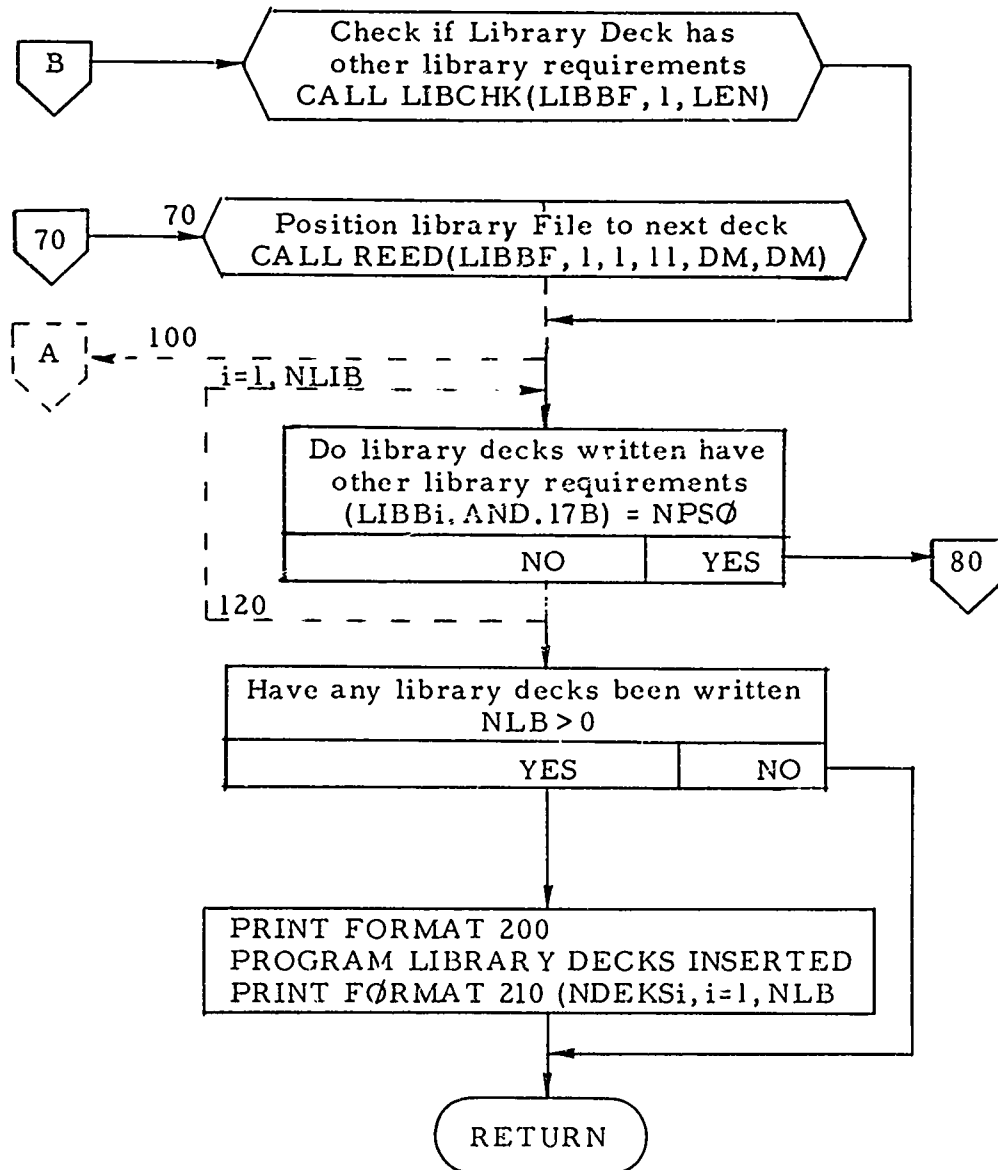 B
Check if Library Deck has
other library requirements
CALL LIBCHK(LIBBF, 1, LEN)
70
70
Position library File to next deck
CALL REED(LIBBF, 1, 1, 11, DM, DM)
A
100
i=1, NLIB
Do library decks written have
other library requirements
(LIBBi. AND. 17B) = NPSØ
NO
YES
80
120
Have any library decks been written
NLB > 0
YES
NO
PRINT FORMAT 200
PROGRAM LIBRARY DECKS INSERTED
PRINT FØRMAT 210 (NDEKSi, i=1, NLB
RETURN